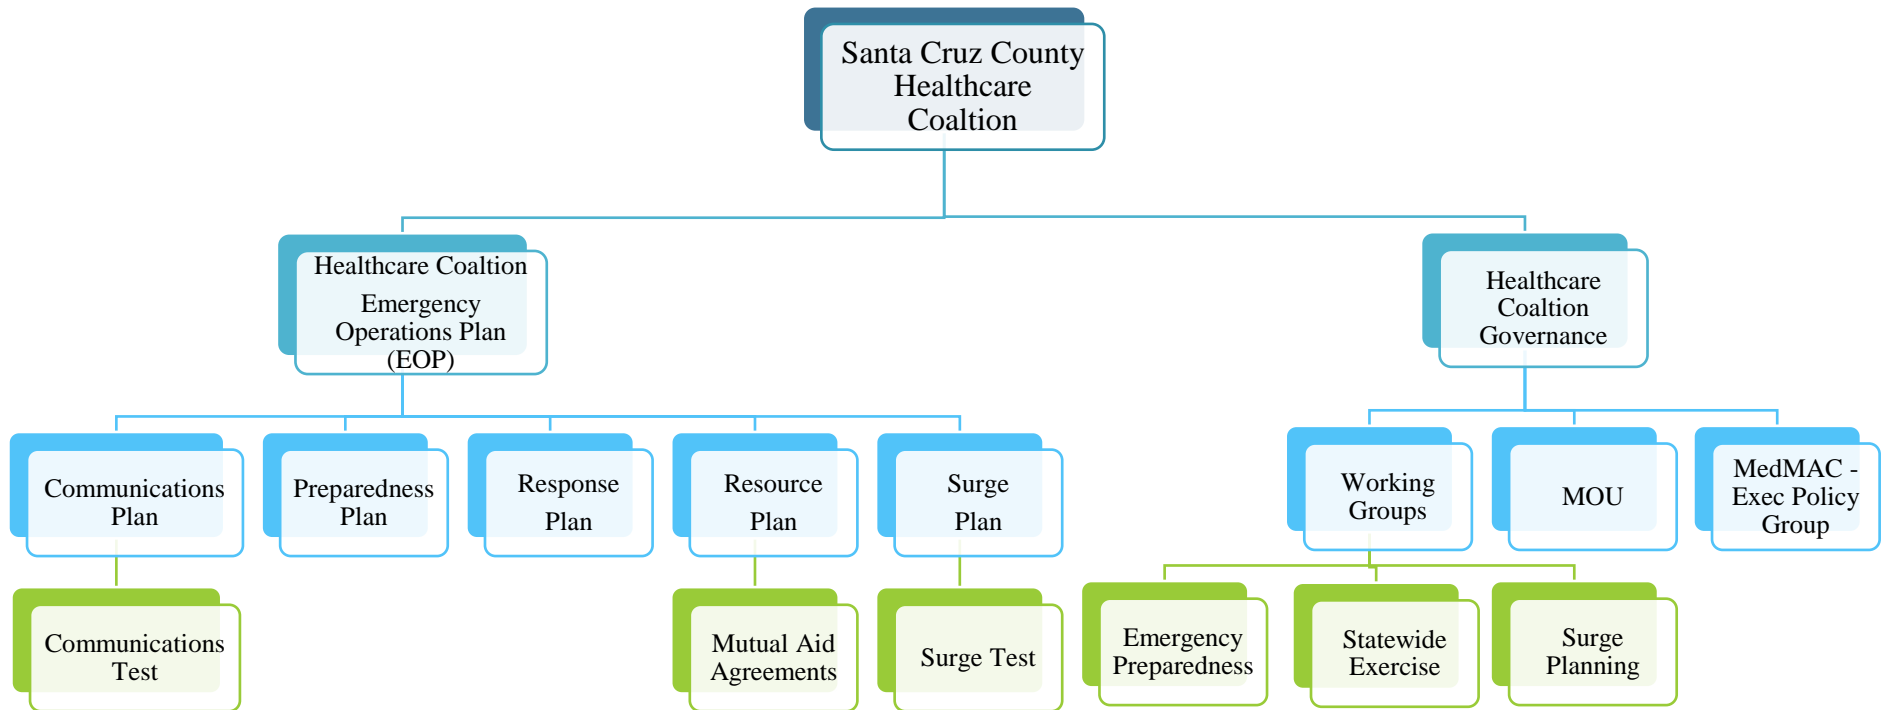 Santa Cruz County
Healthcare
Coaltion
Healthcare Coaltion
Emergency
Operations Plan
(EOP)
Healthcare
Coaltion
Governance
Communications
Plan
Preparedness
Plan
Response
Plan
Resource
Plan
Surge
Plan
Working
Groups
MOU
MedMAC -
Exec Policy
Group
Communications
Test
Mutual Aid
Agreements
Surge Test
Emergency
Preparedness
Statewide
Exercise
Surge
Planning